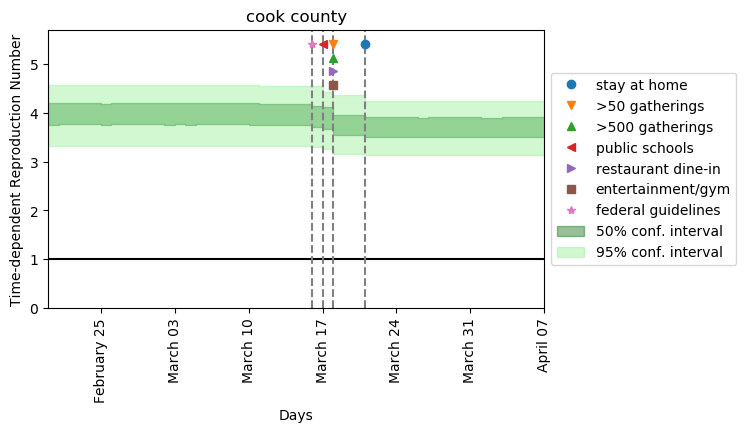 cook county
Time-dependent Reproduction Number
5
4
3
2
1
0
February 25
March 03
March 10
March 17
March 24
March 31
April 07
Days
stay at home
>50 gatherings
>500 gatherings
public schools
restaurant dine-in
entertainment/gym
federal guidelines
50% conf. interval
95% conf. interval